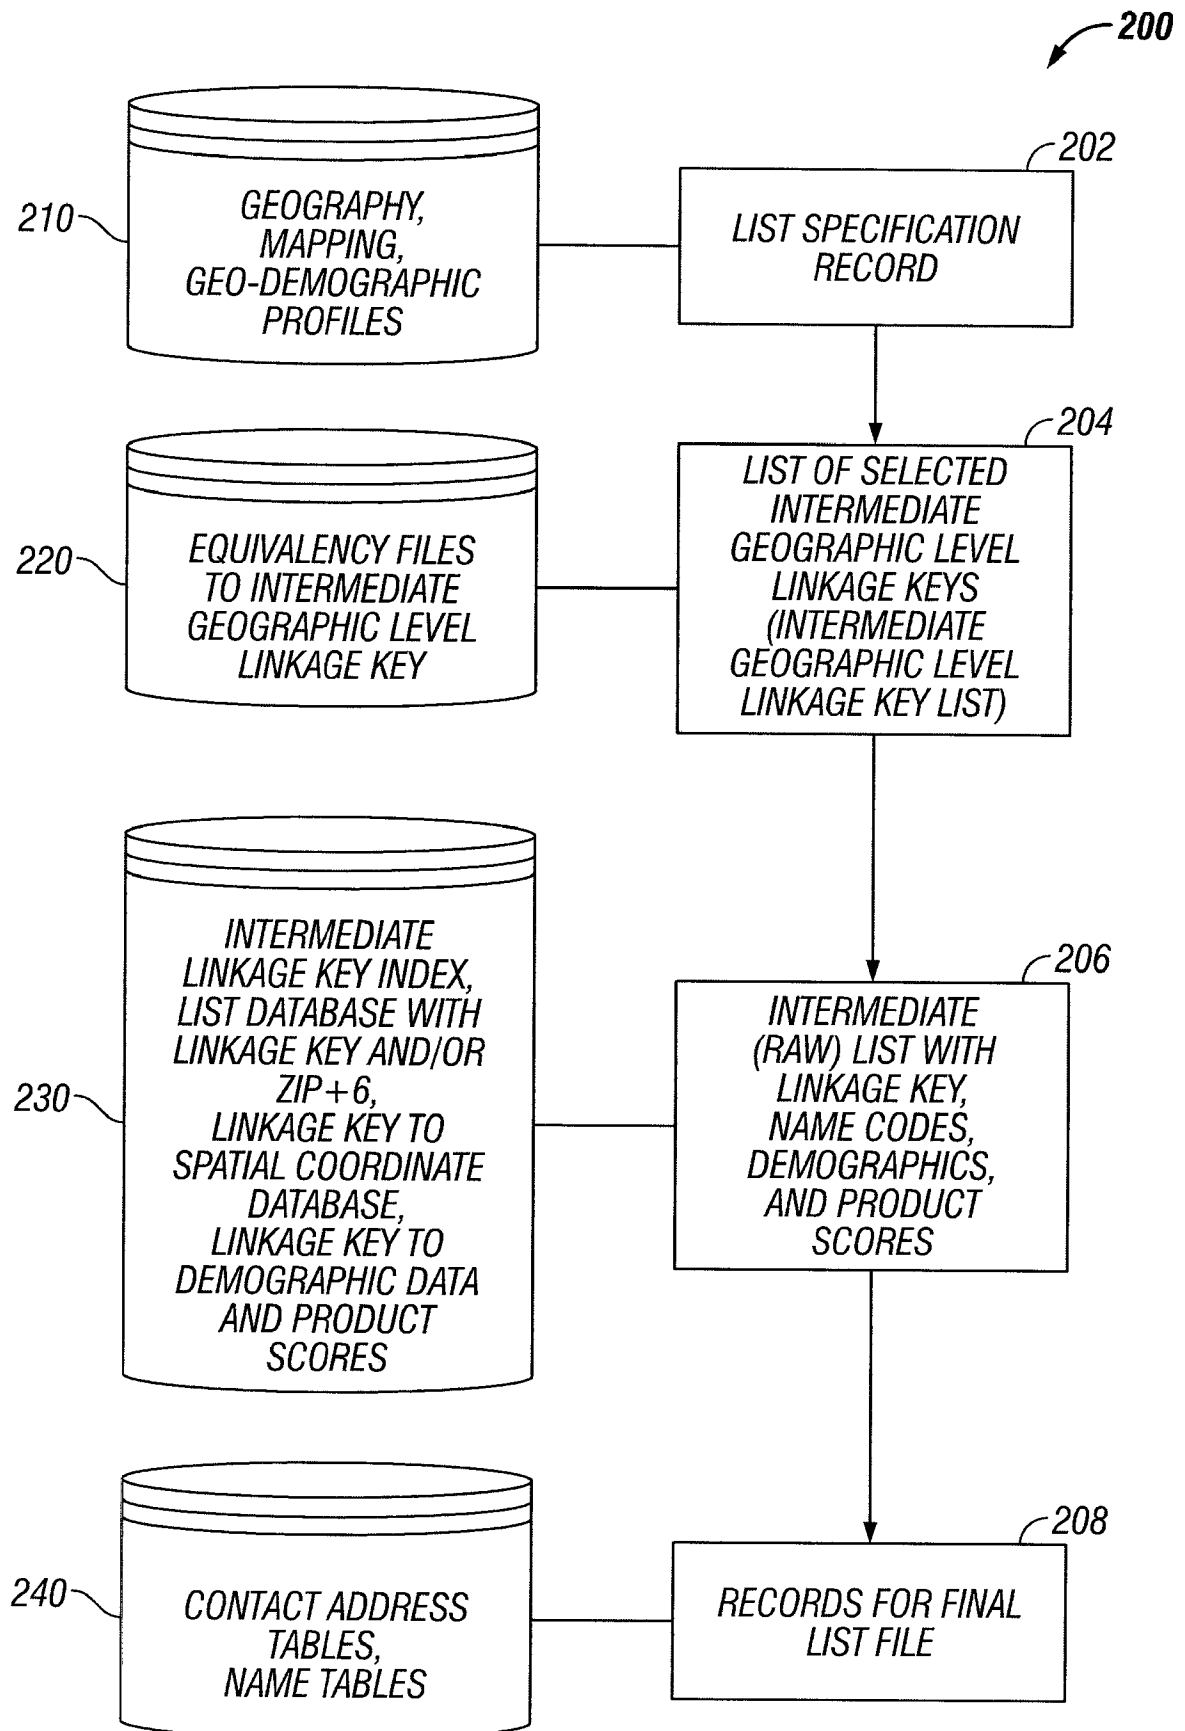 200
210
GEOGRAPHY,
MAPPING,
GEO-DEMOGRAPHIC
PROFILES
202
LIST SPECIFICATION
RECORD
220
EQUIVALENCY FILES
TO INTERMEDIATE
GEOGRAPHIC LEVEL
LINKAGE KEY
204
LIST OF SELECTED
INTERMEDIATE
GEOGRAPHIC LEVEL
LINKAGE KEYS
(INTERMEDIATE
GEOGRAPHIC LEVEL
LINKAGE KEY LIST)
230
INTERMEDIATE
LINKAGE KEY INDEX,
LIST DATABASE WITH
LINKAGE KEY AND/OR
ZIP+6,
LINKAGE KEY TO
SPATIAL COORDINATE
DATABASE,
LINKAGE KEY TO
DEMOGRAPHIC DATA
AND PRODUCT
SCORES
206
INTERMEDIATE
(RAW) LIST WITH
LINKAGE KEY,
NAME CODES,
DEMOGRAPHICS,
AND PRODUCT
SCORES
240
CONTACT ADDRESS
TABLES,
NAME TABLES
208
RECORDS FOR FINAL
LIST FILE